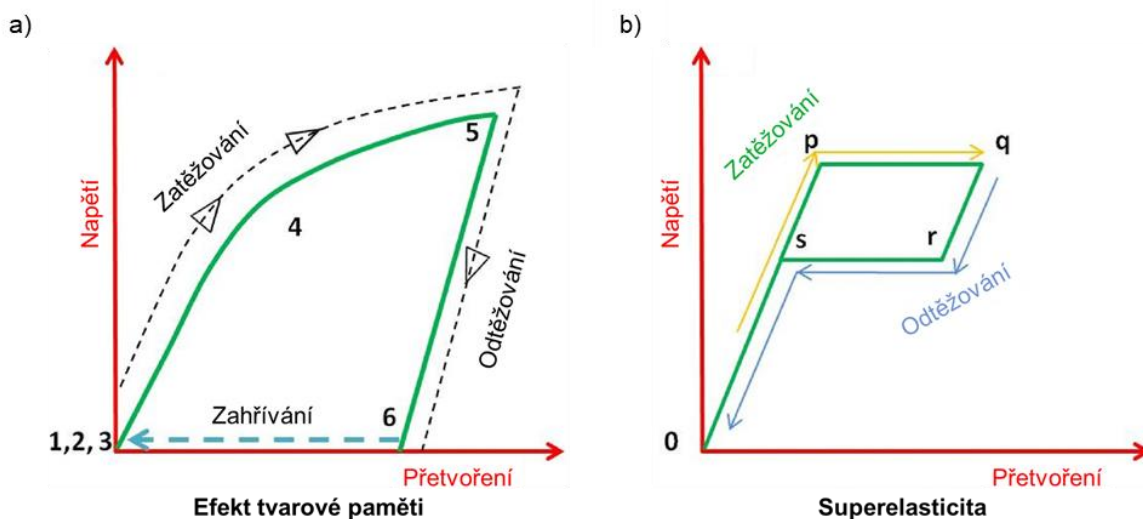 a)
Napětí
Zatěžování
4
5
Odtěžování
Zahřívání
6
1,2, 3
Přetvoření
Efekt tvarové paměti
b)
Napětí
Zatěžování
p
q
s
r
Odtěžování
0
Přetvoření
Superelasticita